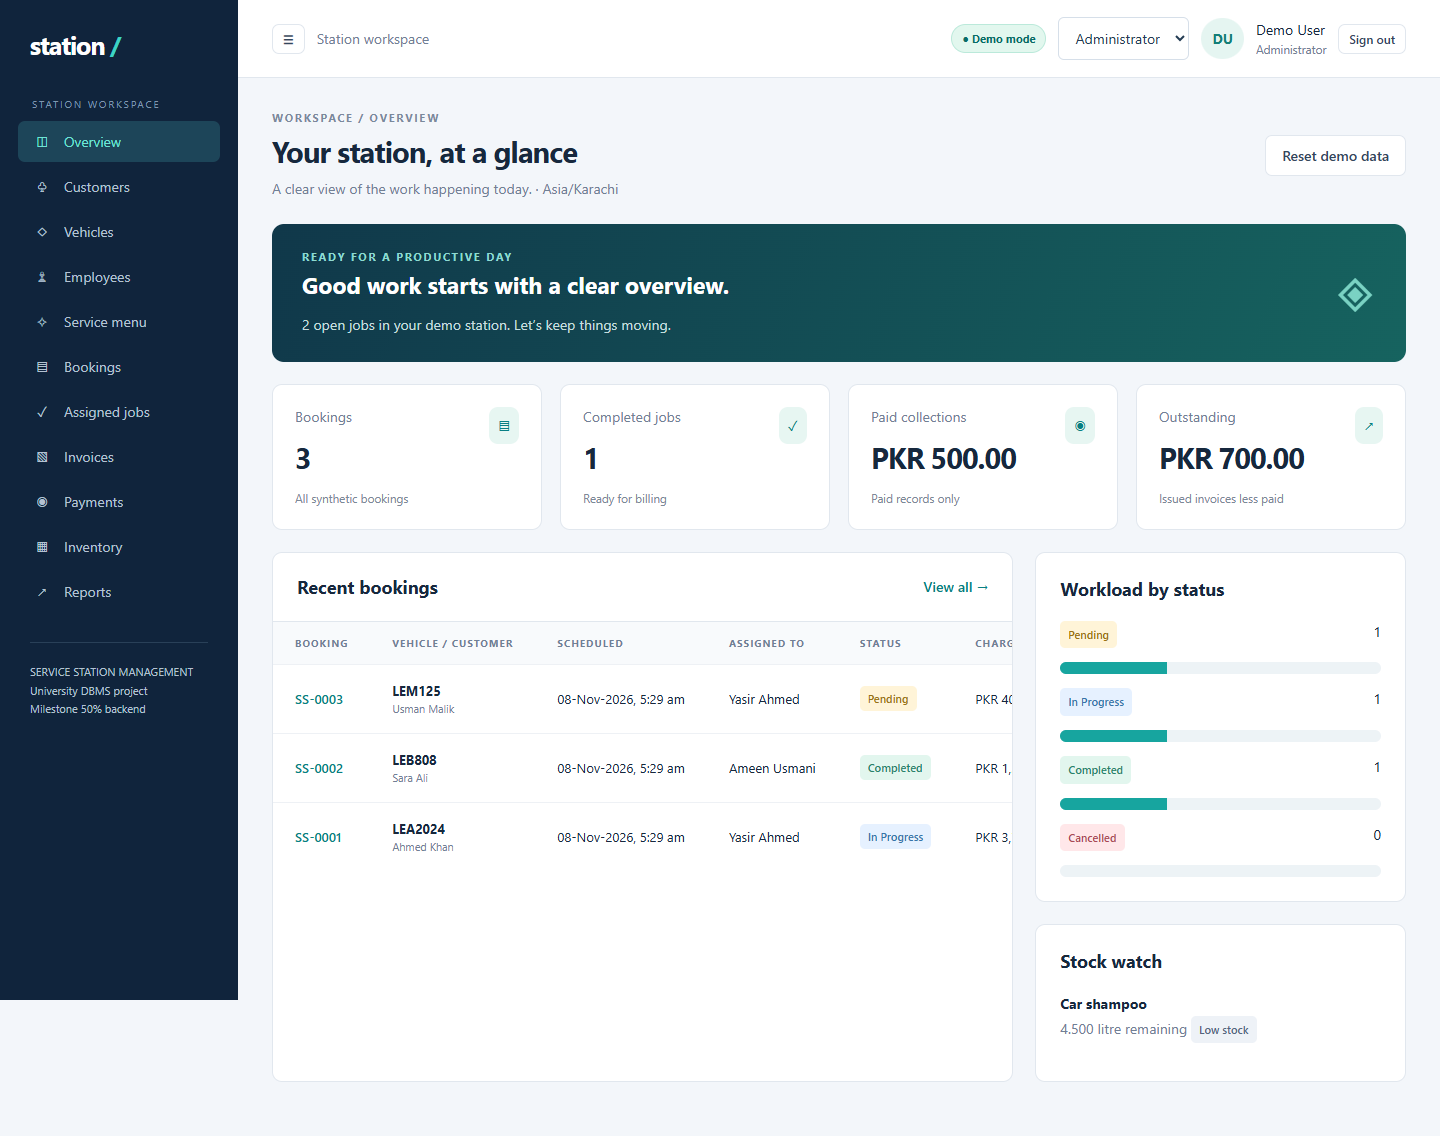 station /
STATION WORKSPACE
Overview
Customers
Vehicles
Employees
Service menu
Bookings
Assigned jobs
Invoices
Payments
Inventory
Reports
SERVICE STATION MANAGEMENT
University DBMS project
Milestone 50% backend
Station workspace
Demo mode
Administrator
DU
Demo User
Administrator
Sign out
WORKSPACE / OVERVIEW
Your station, at a glance
A clear view of the work happening today. · Asia/Karachi
Reset demo data
READY FOR A PRODUCTIVE DAY
Good work starts with a clear overview.
2 open jobs in your demo station. Let's keep things moving.
Bookings
3
All synthetic bookings
Completed jobs
1
Ready for billing
Paid collections
PKR 500.00
Paid records only
Outstanding
PKR 700.00
Issued invoices less paid
Recent bookings
View all →
BOOKING VEHICLE / CUSTOMER SCHEDULED ASSIGNED TO STATUS CHARG
SS-0003 LEM125 08-Nov-2026, 5:29 am Yasir Ahmed Pending PKR 40
Usman Malik
SS-0002 LEB808 08-Nov-2026, 5:29 am Ameen Usmani Completed PKR 1,
Sara Ali
SS-0001 LEA2024 08-Nov-2026, 5:29 am Yasir Ahmed In Progress PKR 3,
Ahmed Khan
Workload by status
Pending 1
In Progress 1
Completed 1
Cancelled 0
Stock watch
Car shampoo
4.500 litre remaining Low stock